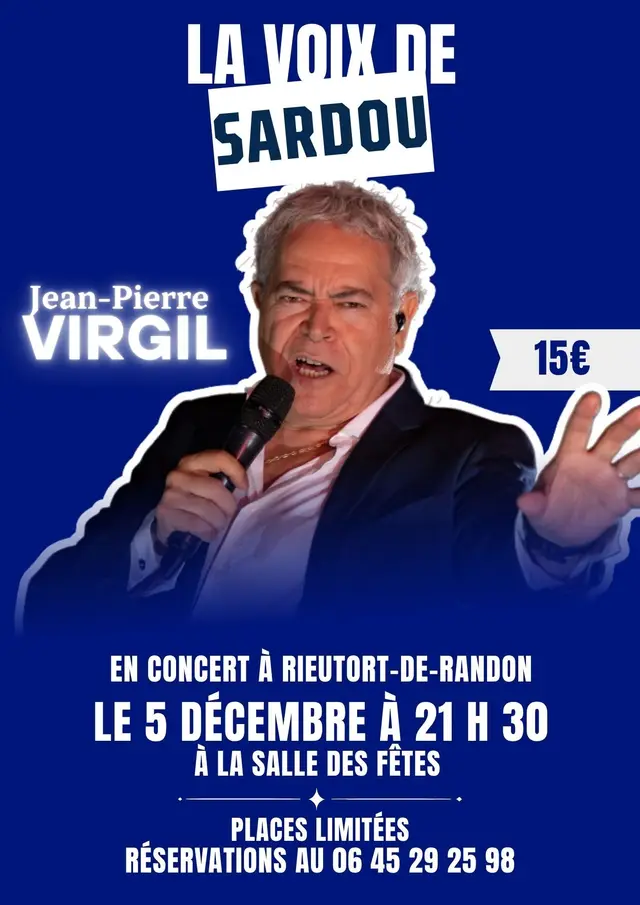 LA VOIX DE
SARDOU
Jean-Pierre
VIRGIL
15€
EN CONCERT À RIEUTORT-DE-RANDON
LE 5 DÉCEMBRE À 21 H 30
À LA SALLE DES FÊTES
PLACES LIMITÉES
RÉSERVATIONS AU 06 45 29 25 98